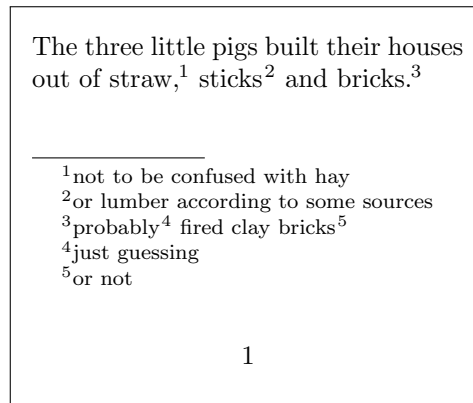 The three little pigs built their houses
out of straw,¹ sticks² and bricks.³
¹not to be confused with hay
²or lumber according to some sources
³probably⁴ fired clay bricks⁵
⁴just guessing
⁵or not
1